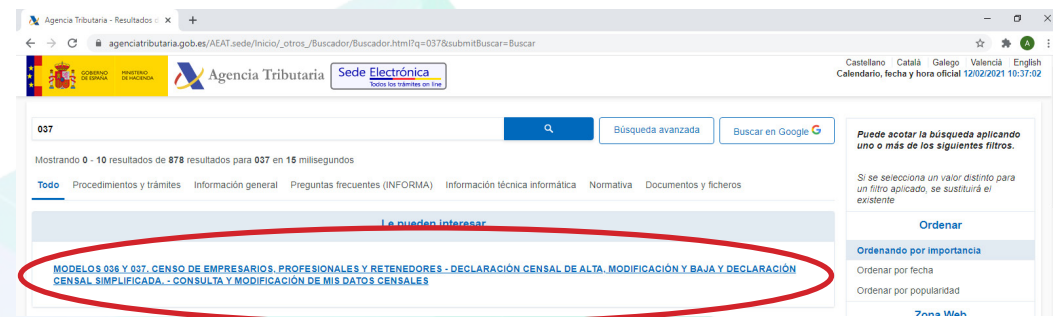 Agencia Tributaria - Resultados d
agenciatributaria.gob.es/AEAT.sede/Inicio/_otros_/Buscador/Buscador.html?q=037&submitBuscar=Buscar
A
GOBIERNO DE ESPAÑA
MINISTERIO DE HACIENDA
Agencia Tributaria
Sede Electrónica
Todos los trámites on line
Castellano Català Galego Valencià English
Calendario, fecha y hora oficial 12/02/2021 10:37:02
037
Búsqueda avanzada
Buscar en Google G
Mostrando 0 - 10 resultados de 878 resultados para 037 en 15 milisegundos
Todo Procedimientos y trámites Información general Preguntas frecuentes (INFORMA) Información técnica informática Normativa Documentos y ficheros
Le pueden interesar
MODELOS 036 Y 037. CENSO DE EMPRESARIOS, PROFESIONALES Y RETENEDORES - DECLARACIÓN CENSAL DE ALTA, MODIFICACIÓN Y BAJA Y DECLARACIÓN
CENSAL SIMPLIFICADA. - CONSULTA Y MODIFICACIÓN DE MIS DATOS CENSALES
Puede acotar la búsqueda aplicando
uno o más de los siguientes filtros.
Si se selecciona un valor distinto para
un filtro aplicado, se sustituirá el
existente
Ordenar
Ordenando por importancia
Ordenar por fecha
Ordenar por popularidad
Zona Web